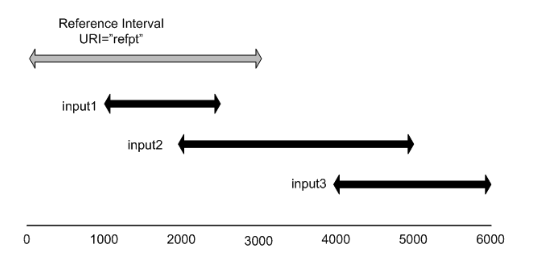 Reference Interval
URI="refpt"
input1
input2
input3
0 1000 2000 3000 4000 5000 6000